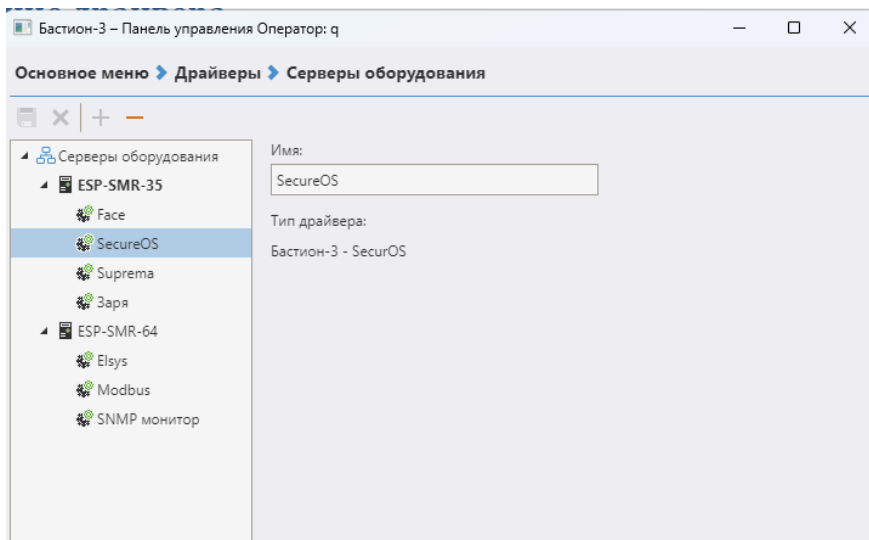 Бастион-3 – Панель управления Оператор: q
Основное меню Драйверы Серверы оборудования
Серверы оборудования
ESP-SMR-35
Face
SecureOS
Suprema
Заря
ESP-SMR-64
Elsys
Modbus
SNMP монитор
Имя:
SecureOS
Тип драйвера:
Бастион-3 - SecurOS